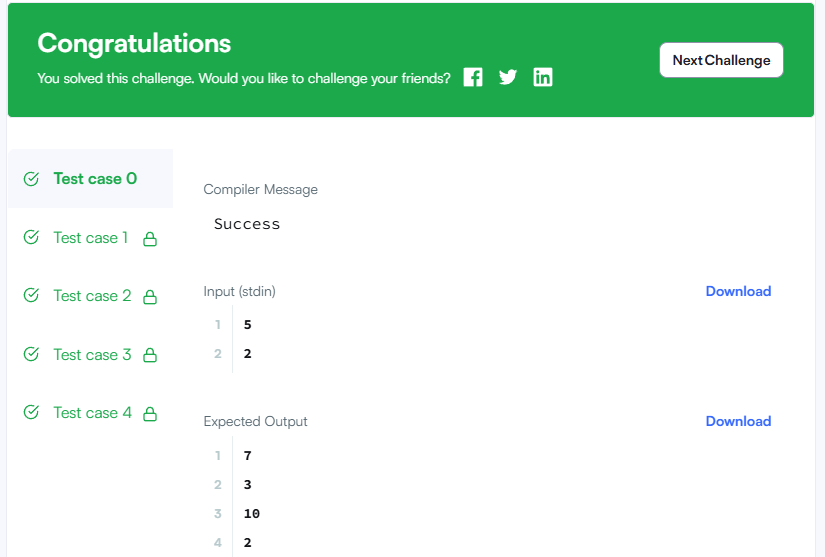 Congratulations
You solved this challenge. Would you like to challenge your friends?
Next Challenge
Test case 0
Test case 1
Test case 2
Test case 3
Test case 4
Compiler Message
Success
Input (stdin)
Download
1 5
2 2
Expected Output
Download
1 7
2 3
3 10
4 2